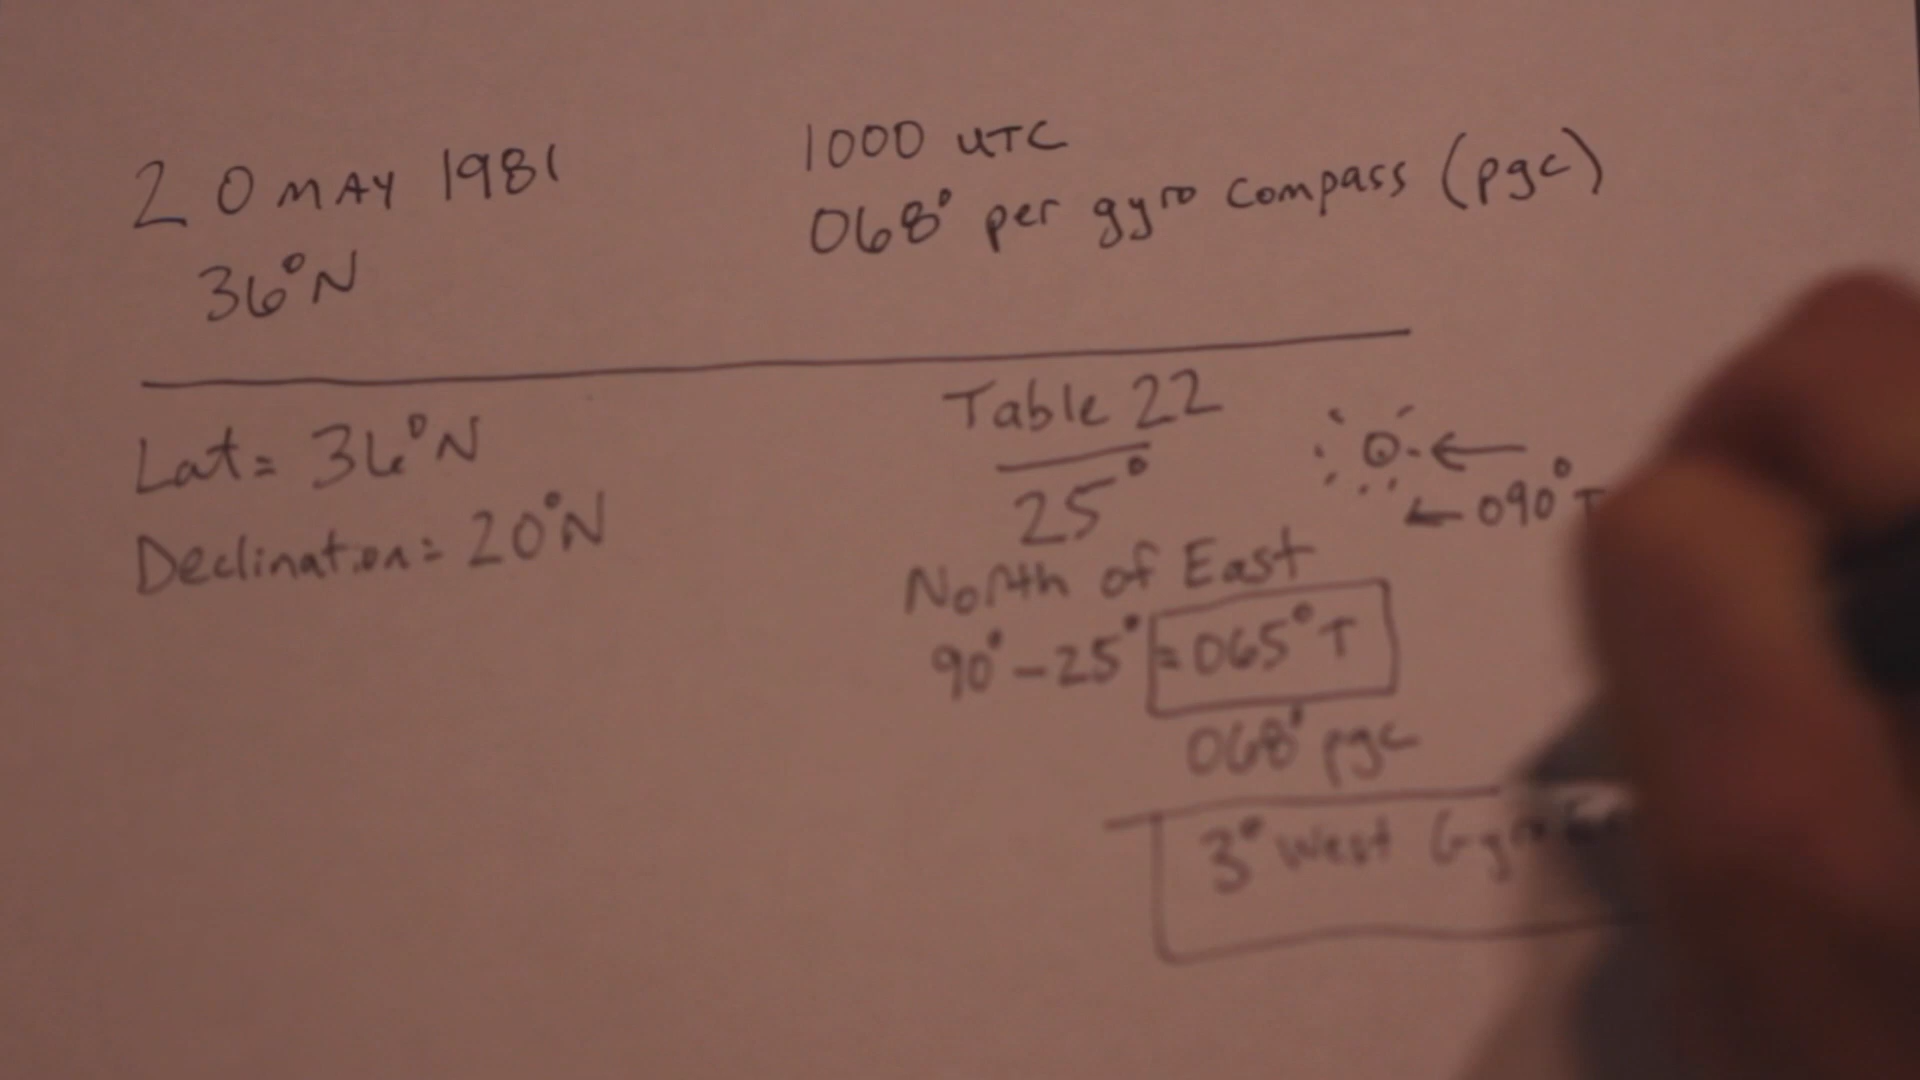 20 MAY 1981
36°N
1000 UTC
068° per gyro compass (pgc)
Lat = 36°N
Declination = 20°N
Table 22
25°
North of East
90° - 25° = 065° T
068° pgc
3° West
← 090° T